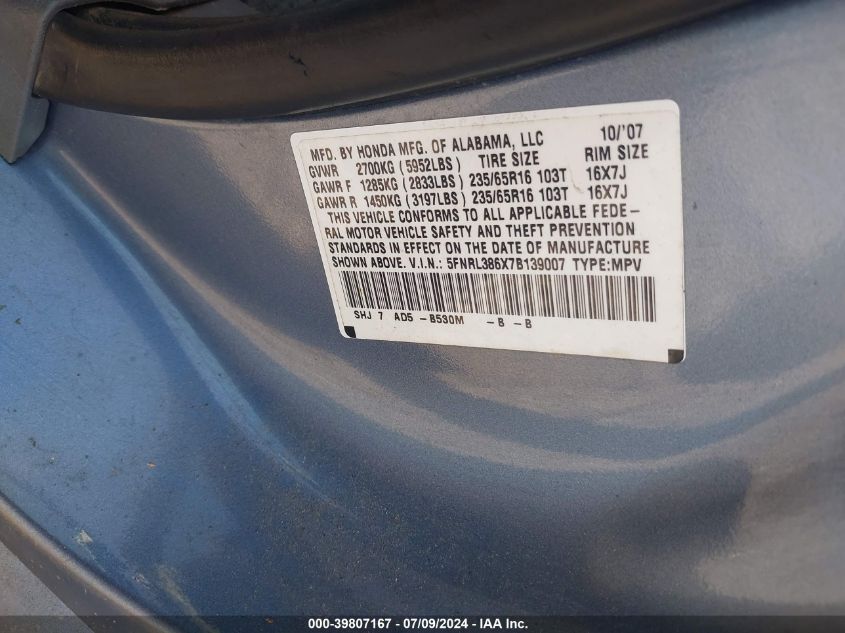 MFD. BY HONDA MFG. OF ALABAMA, LLC 10/'07
GVWR 2700KG (5952LBS) TIRE SIZE RIM SIZE
GAWR F 1285KG (2833LBS) 235/65R16 103T 16X7J
GAWR R 1450KG (3197LBS) 235/65R16 103T 16X7J
THIS VEHICLE CONFORMS TO ALL APPLICABLE FEDE-
RAL MOTOR VEHICLE SAFETY AND THEFT PREVENTION
STANDARDS IN EFFECT ON THE DATE OF MANUFACTURE
SHOWN ABOVE. V.I.N.: 5FNRL386X7B139007 TYPE:MPV
SHJ 7 AD5 -B530M -B -B
000-39807167 / 07/09/2024 / IAA Inc.